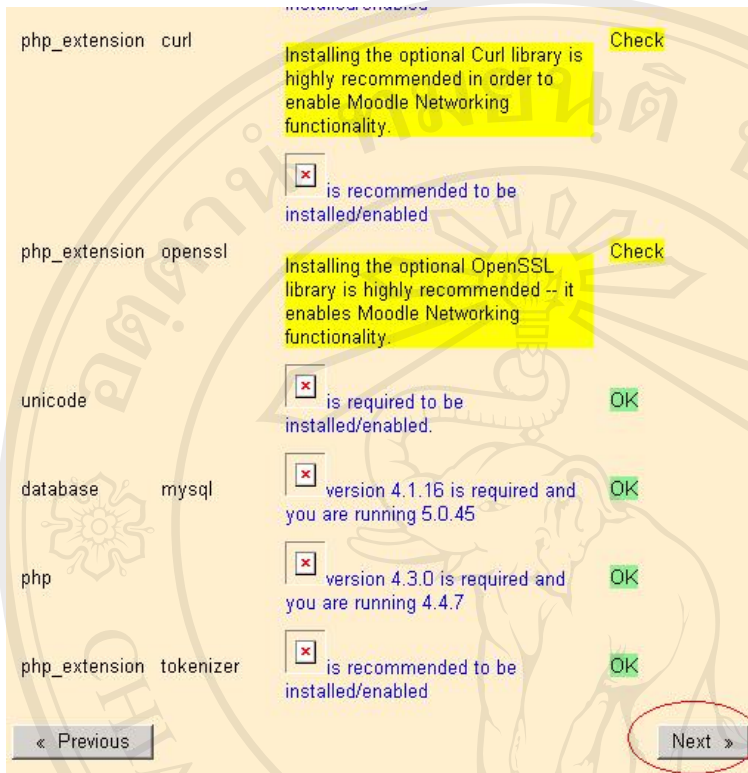 installed/enabled
php_extension curl
Installing the optional Curl library is
highly recommended in order to
enable Moodle Networking
functionality.
Check
is recommended to be
installed/enabled
php_extension openssl
Installing the optional OpenSSL
library is highly recommended -- it
enables Moodle Networking
functionality.
Check
unicode
is required to be
installed/enabled.
OK
database mysql
version 4.1.16 is required and
you are running 5.0.45
OK
php
version 4.3.0 is required and
you are running 4.4.7
OK
php_extension tokenizer
is recommended to be
installed/enabled
OK
« Previous
Next »